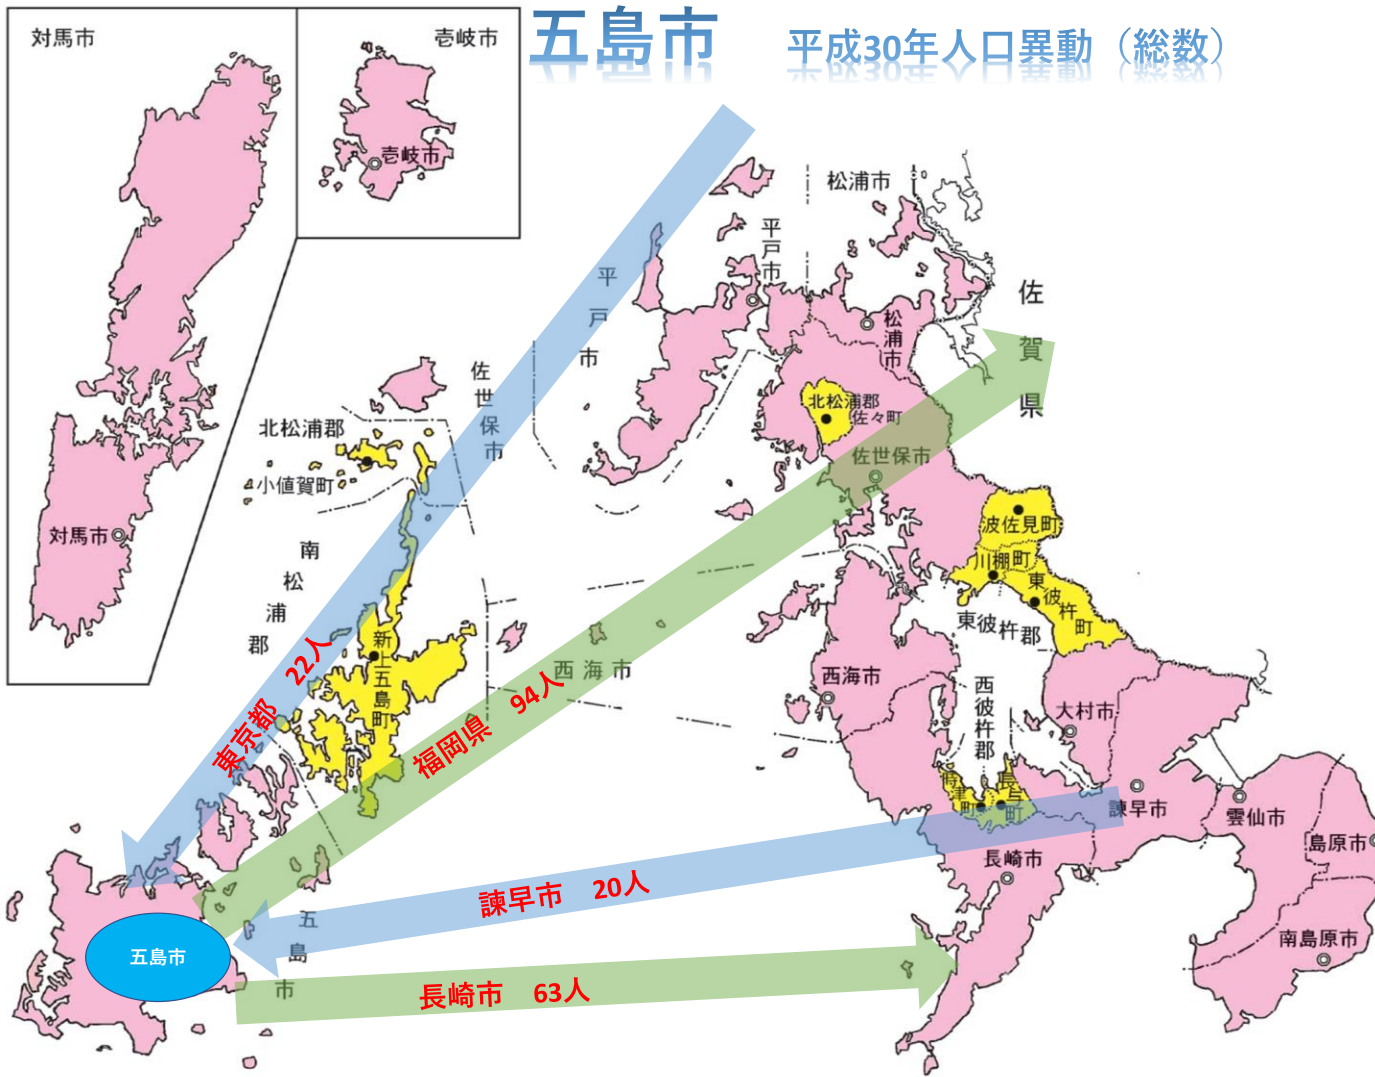 五島市 平成30年人口異動（総数）
対馬市
壱岐市
壱岐市
対馬市
松浦市
平戸市
平戸市
佐賀県
松浦市
佐世保市
北松浦郡
小値賀町
北松浦郡
佐々町
佐世保市
波佐見町
川棚町
東彼杵町
東彼杵郡
南松浦郡
新上五島町
西海市
西海市
西彼杵郡
大村市
時津町
長与町
諫早市
雲仙市
島原市
長崎市
南島原市
東京都 22人
福岡県 94人
諫早市 20人
長崎市 63人
五島市
五島市